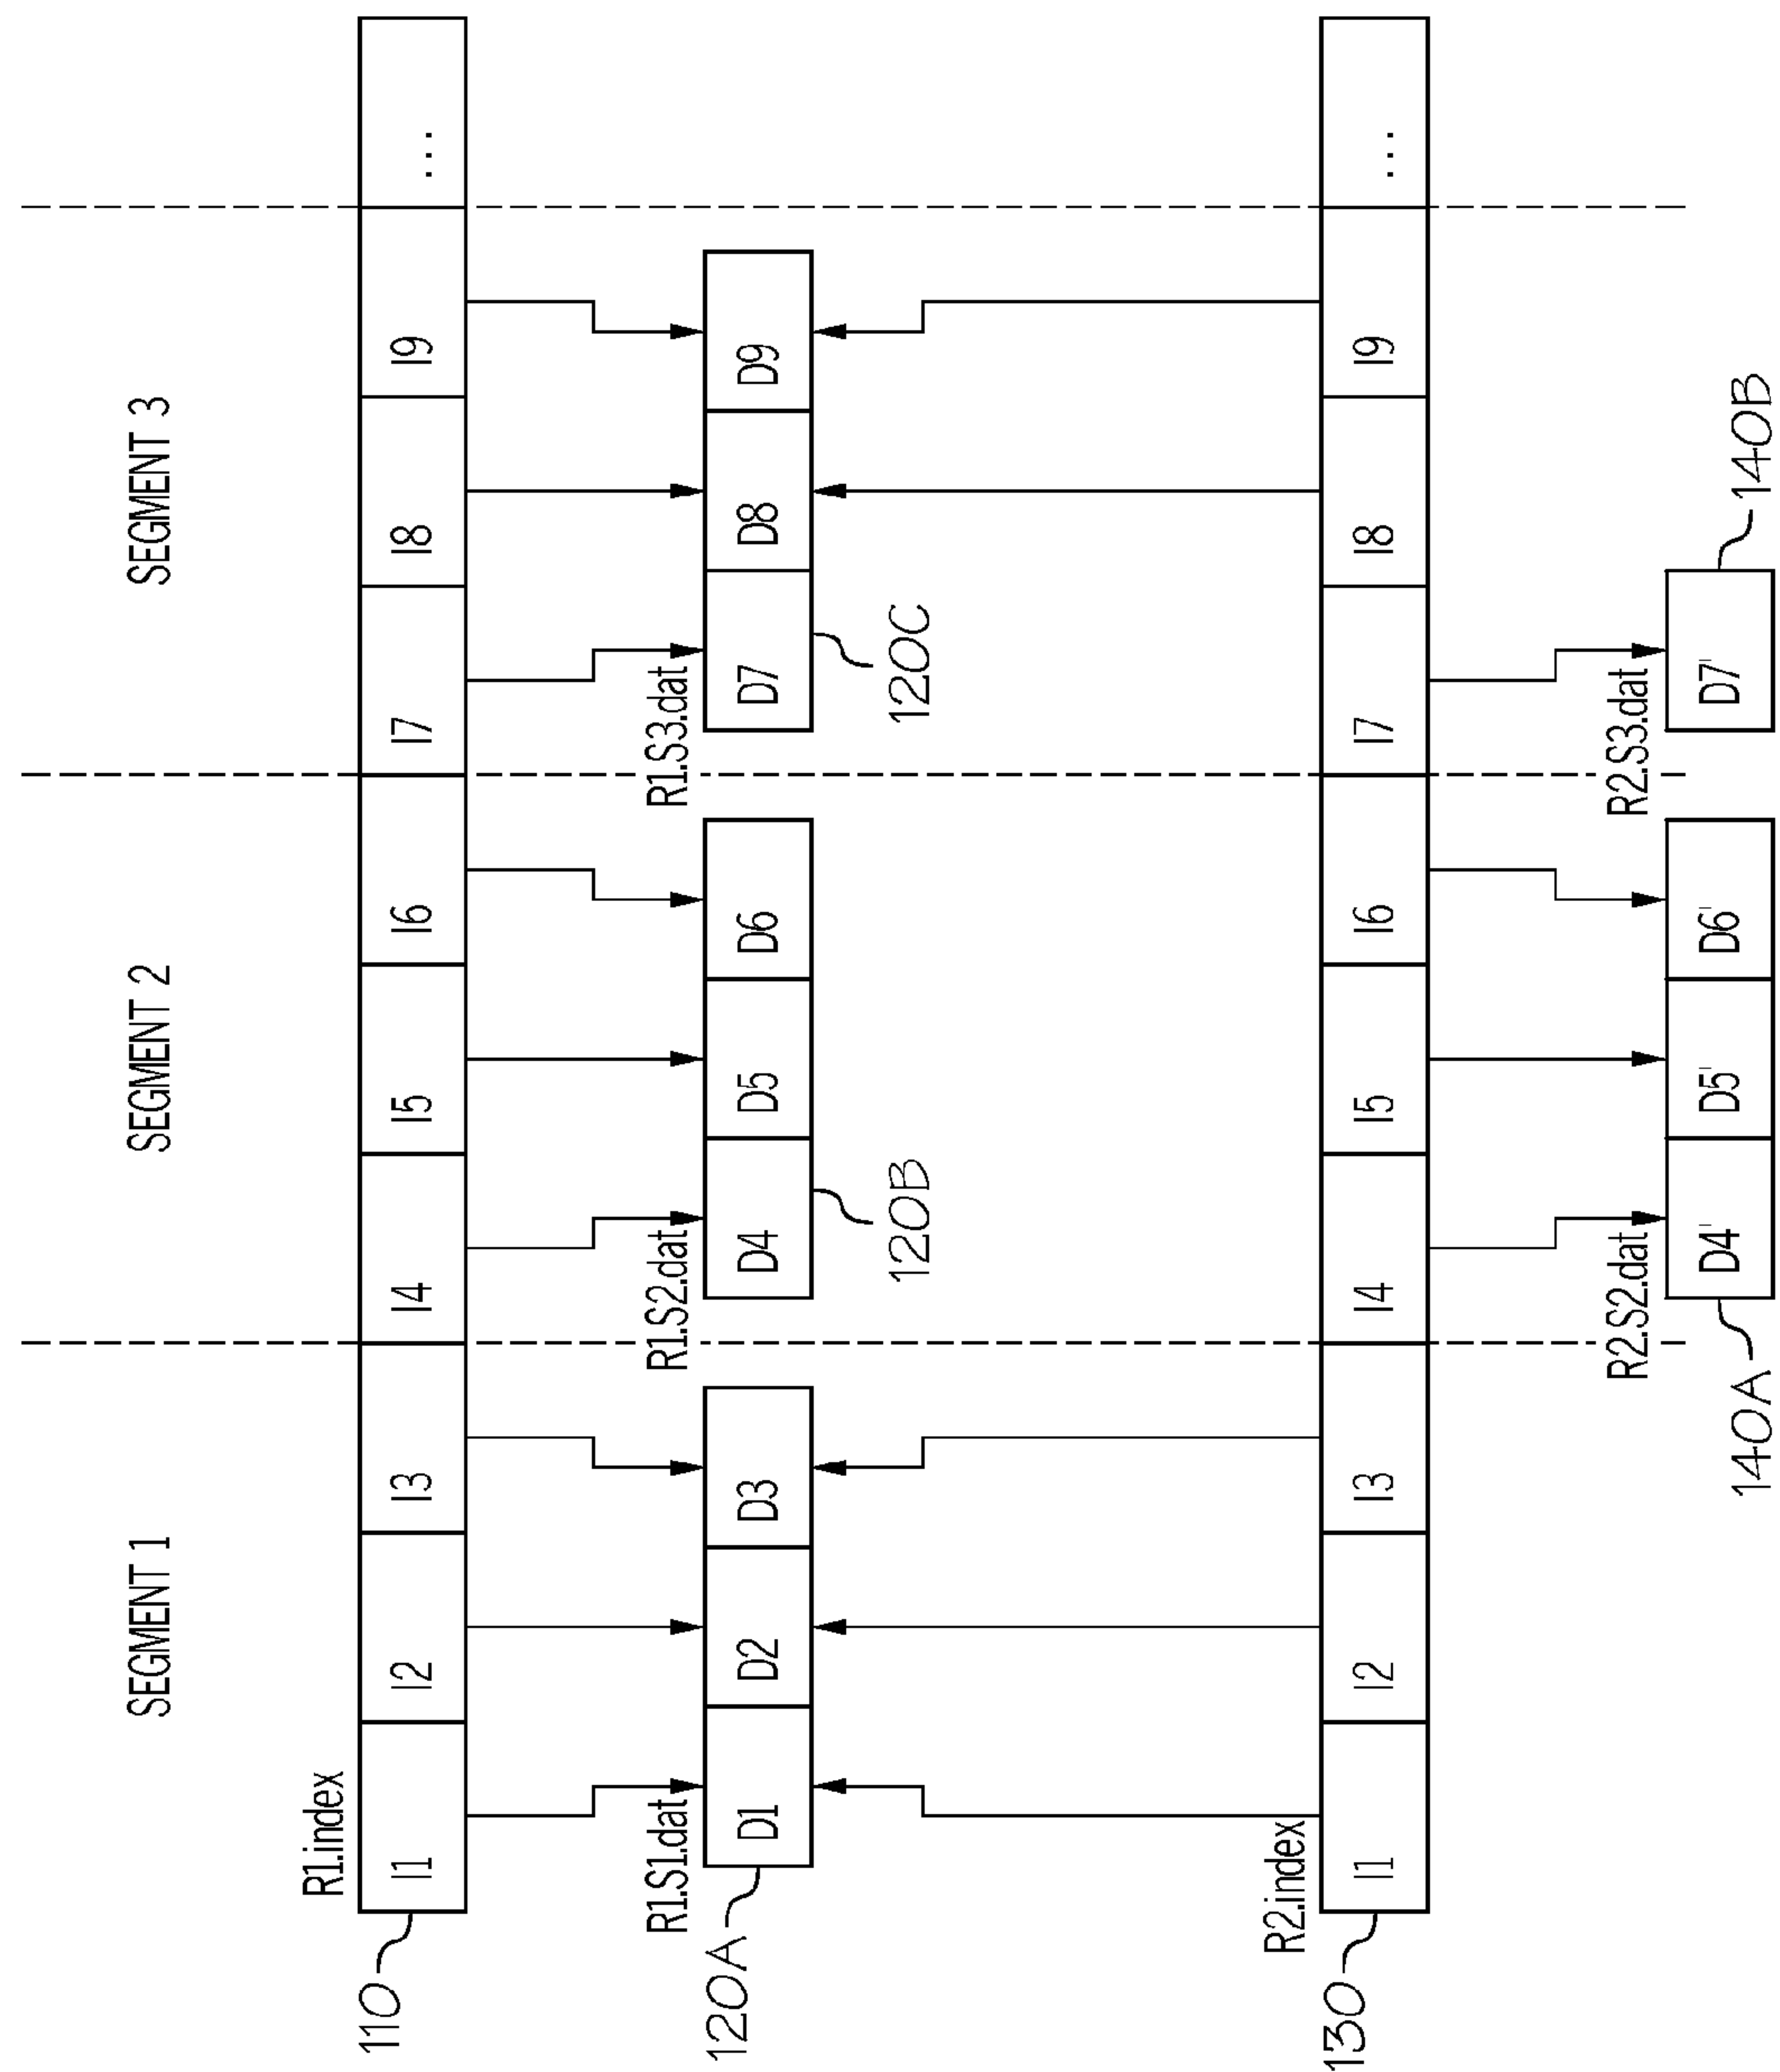 SEGMENT 1 SEGMENT 2 SEGMENT 3
R1.index
I1 I2 I3 I4 I5 I6 I7 I8 I9 ...
110
R1.S1.dat R1.S2.dat R1.S3.dat
D1 D2 D3 D4 D5 D6 D7 D8 D9
120A 120B 120C
R2.index
I1 I2 I3 I4 I5 I6 I7 I8 I9 ...
130
R2.S2.dat R2.S3.dat
D4' D5' D6' D7'
140A 140B